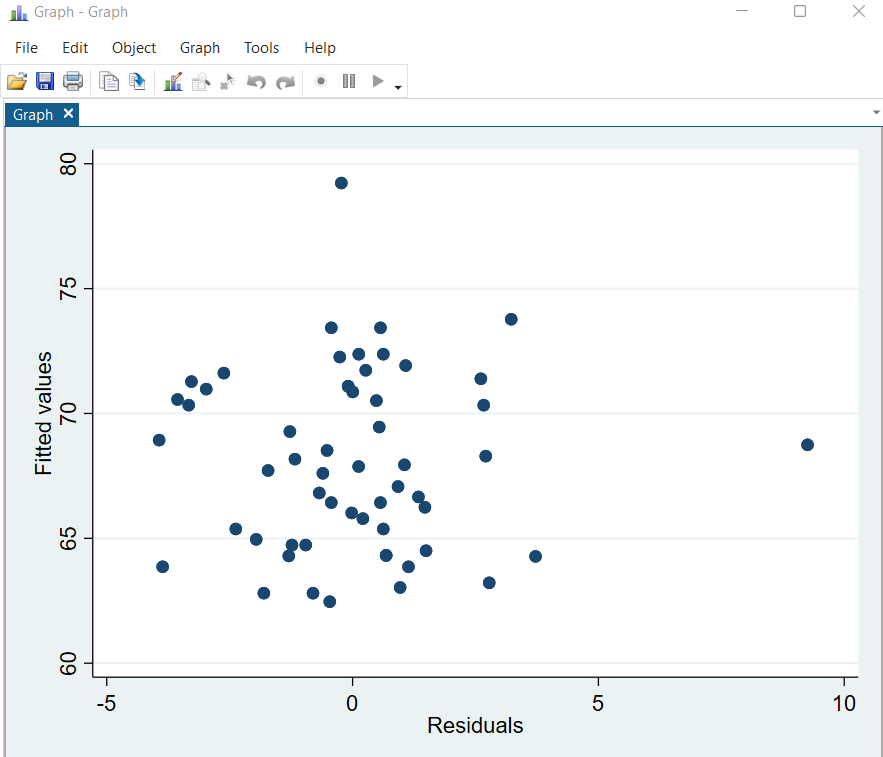 Graph - Graph
File Edit Object Graph Tools Help
Graph
80
75
70
65
60
Fitted values
-5 0 5 10
Residuals